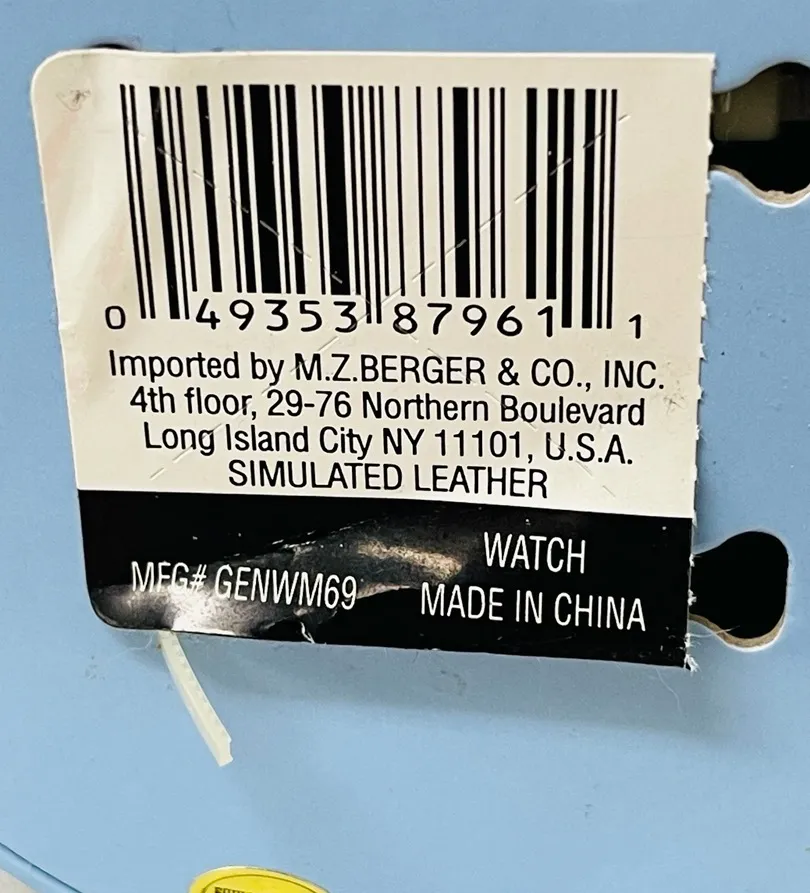 0 49353 87961 1
Imported by M.Z.BERGER & CO., INC.
4th floor, 29-76 Northern Boulevard
Long Island City NY 11101, U.S.A.
SIMULATED LEATHER
WATCH
MFG# GENWM69 MADE IN CHINA